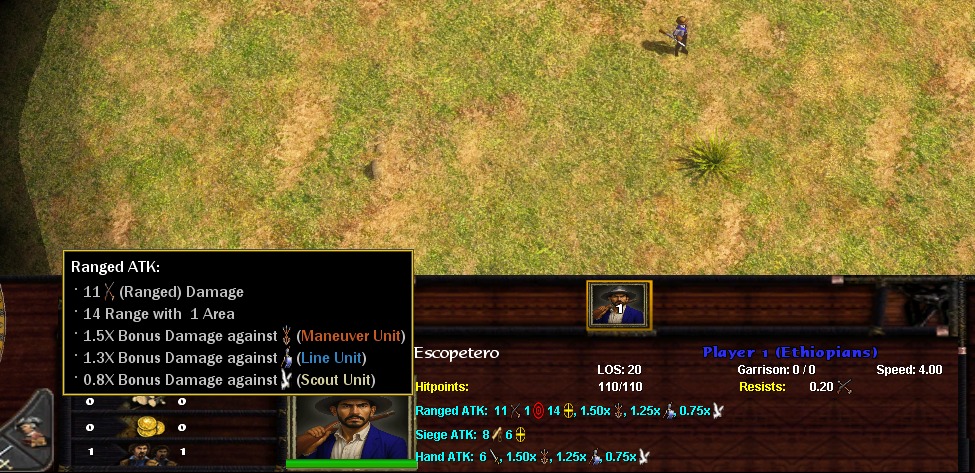 Ranged ATK:
· 11 (Ranged) Damage
· 14 Range with 1 Area
· 1.5X Bonus Damage against (Maneuver Unit)
· 1.3X Bonus Damage against (Line Unit)
· 0.8X Bonus Damage against (Scout Unit)
1
Escopetero
Player 1 (Ethiopians)
LOS: 20 Garrison: 0 / 0 Speed: 4.00
Hitpoints: 110/110 Resists: 0.20
Ranged ATK: 11 1 14 1.50x 1.25x 0.75x
Siege ATK: 8 6
Hand ATK: 6 , 1.50x 1.25x 0.75x
0 0
0 0
1 1